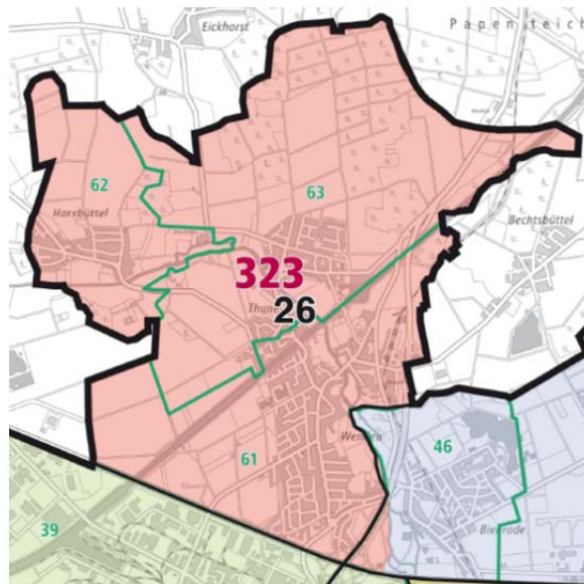 Eickhorst
Papenteich
62
63
Harxbüttel
Bechtsbüttel
323
Thune
26
Wenden
61
46
39
Bienrode